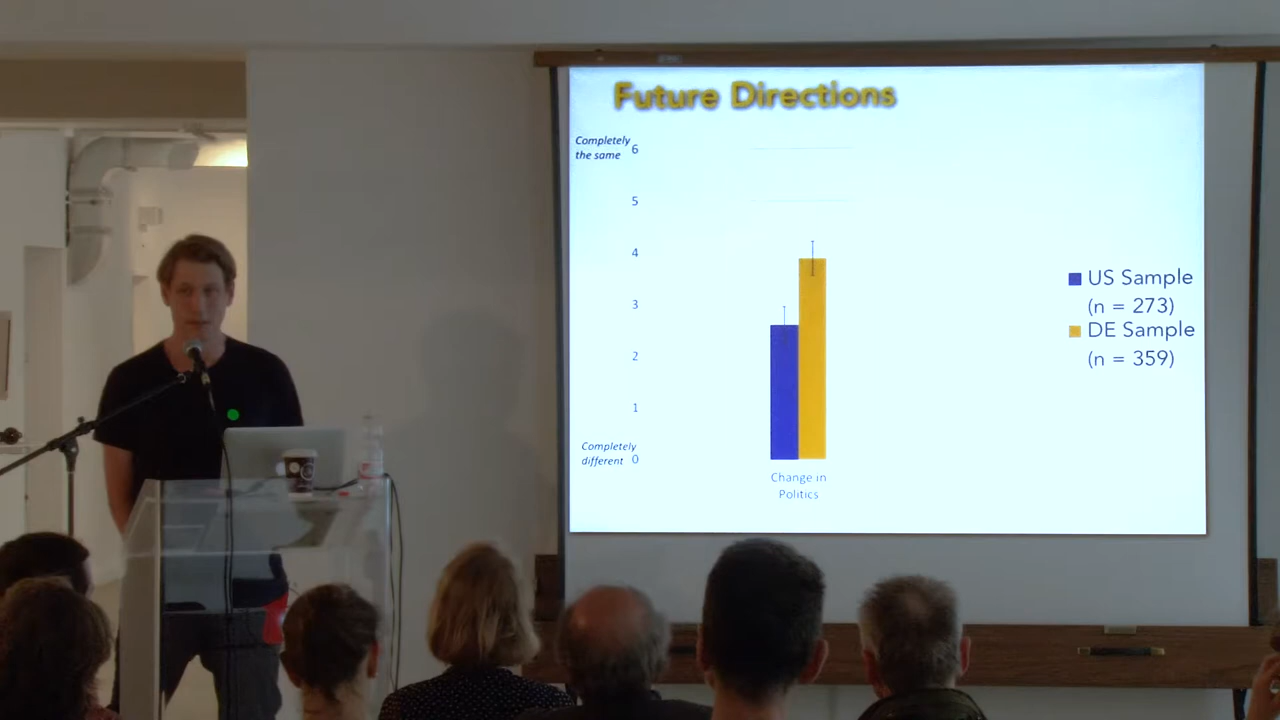 Future Directions
Completely
the same
6
5
4
3
2
1
Completely
different
0
Change in
Politics
US Sample
(n = 273)
DE Sample
(n = 359)